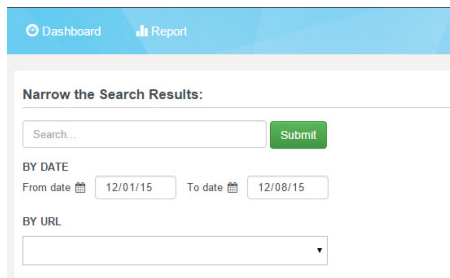 Dashboard Report
Narrow the Search Results:
Search... Submit
BY DATE
From date 12/01/15 To date 12/08/15
BY URL